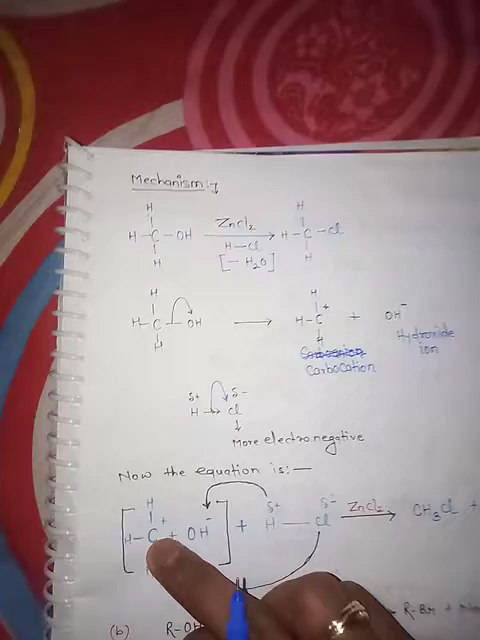 Mechanism:-
H
H-C-OH ZnCl2 H-C-Cl
H-Cl
H [-H2O] H
H H
H-C-OH → H-C+ + OH-
H H Hydroxide
ion
Carbocation
δ+ δ-
H → Cl
↓
More electronegative
Now the equation is:—
H δ+ δ-
[H-C+ + OH-] + H — Cl ZnCl2 → CH3Cl +
(b) R-OH R-Br +